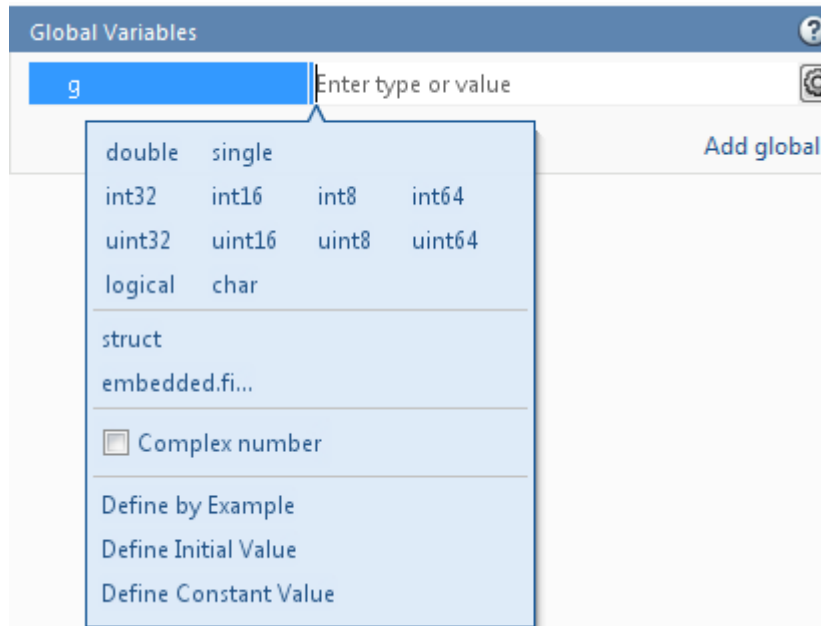 Global Variables
g Enter type or value
Add global
double single
int32 int16 int8 int64
uint32 uint16 uint8 uint64
logical char
struct
embedded.fi...
Complex number
Define by Example
Define Initial Value
Define Constant Value